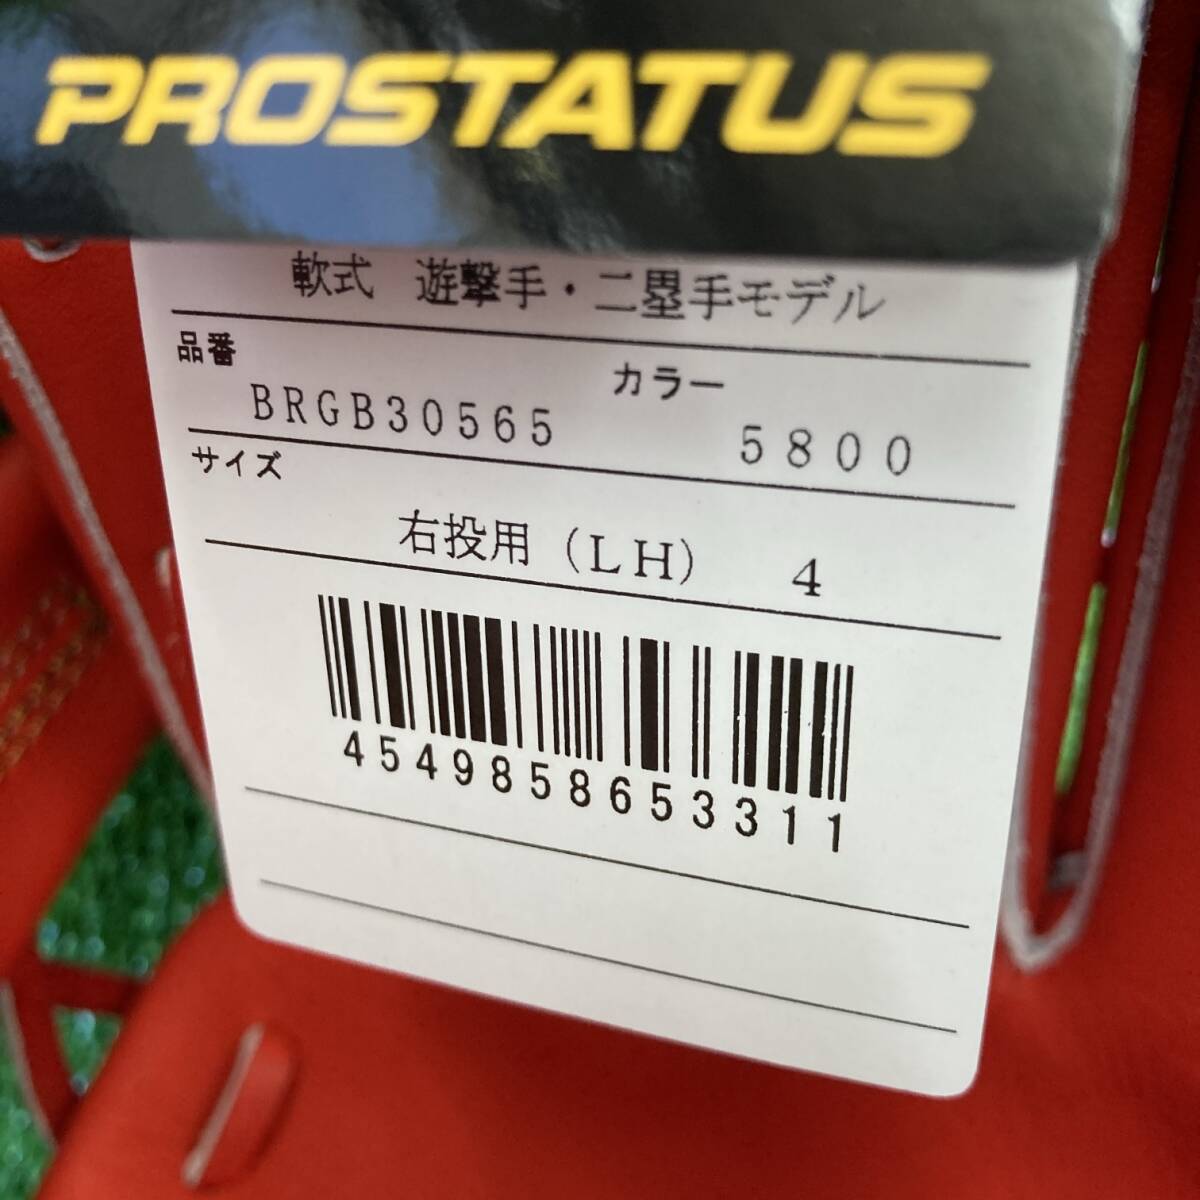 PROSTATUS
軟式　遊撃手・二塁手モデル
品番
カラー
BRGB30565
5800
サイズ
右投用（LH）　4
4549858653311